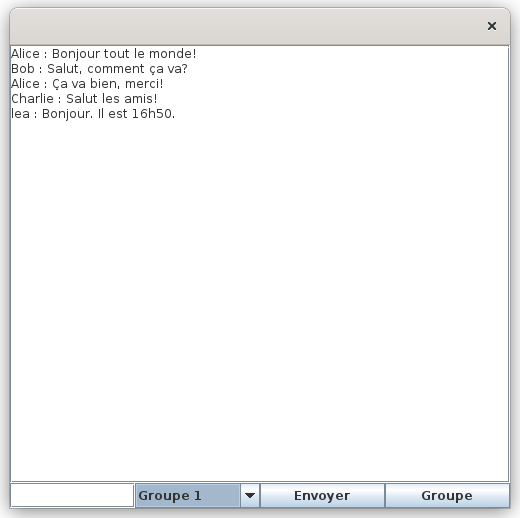 Alice : Bonjour tout le monde!
Bob : Salut, comment ça va?
Alice : Ça va bien, merci!
Charlie : Salut les amis!
lea : Bonjour. Il est 16h50.
Groupe 1 Envoyer Groupe